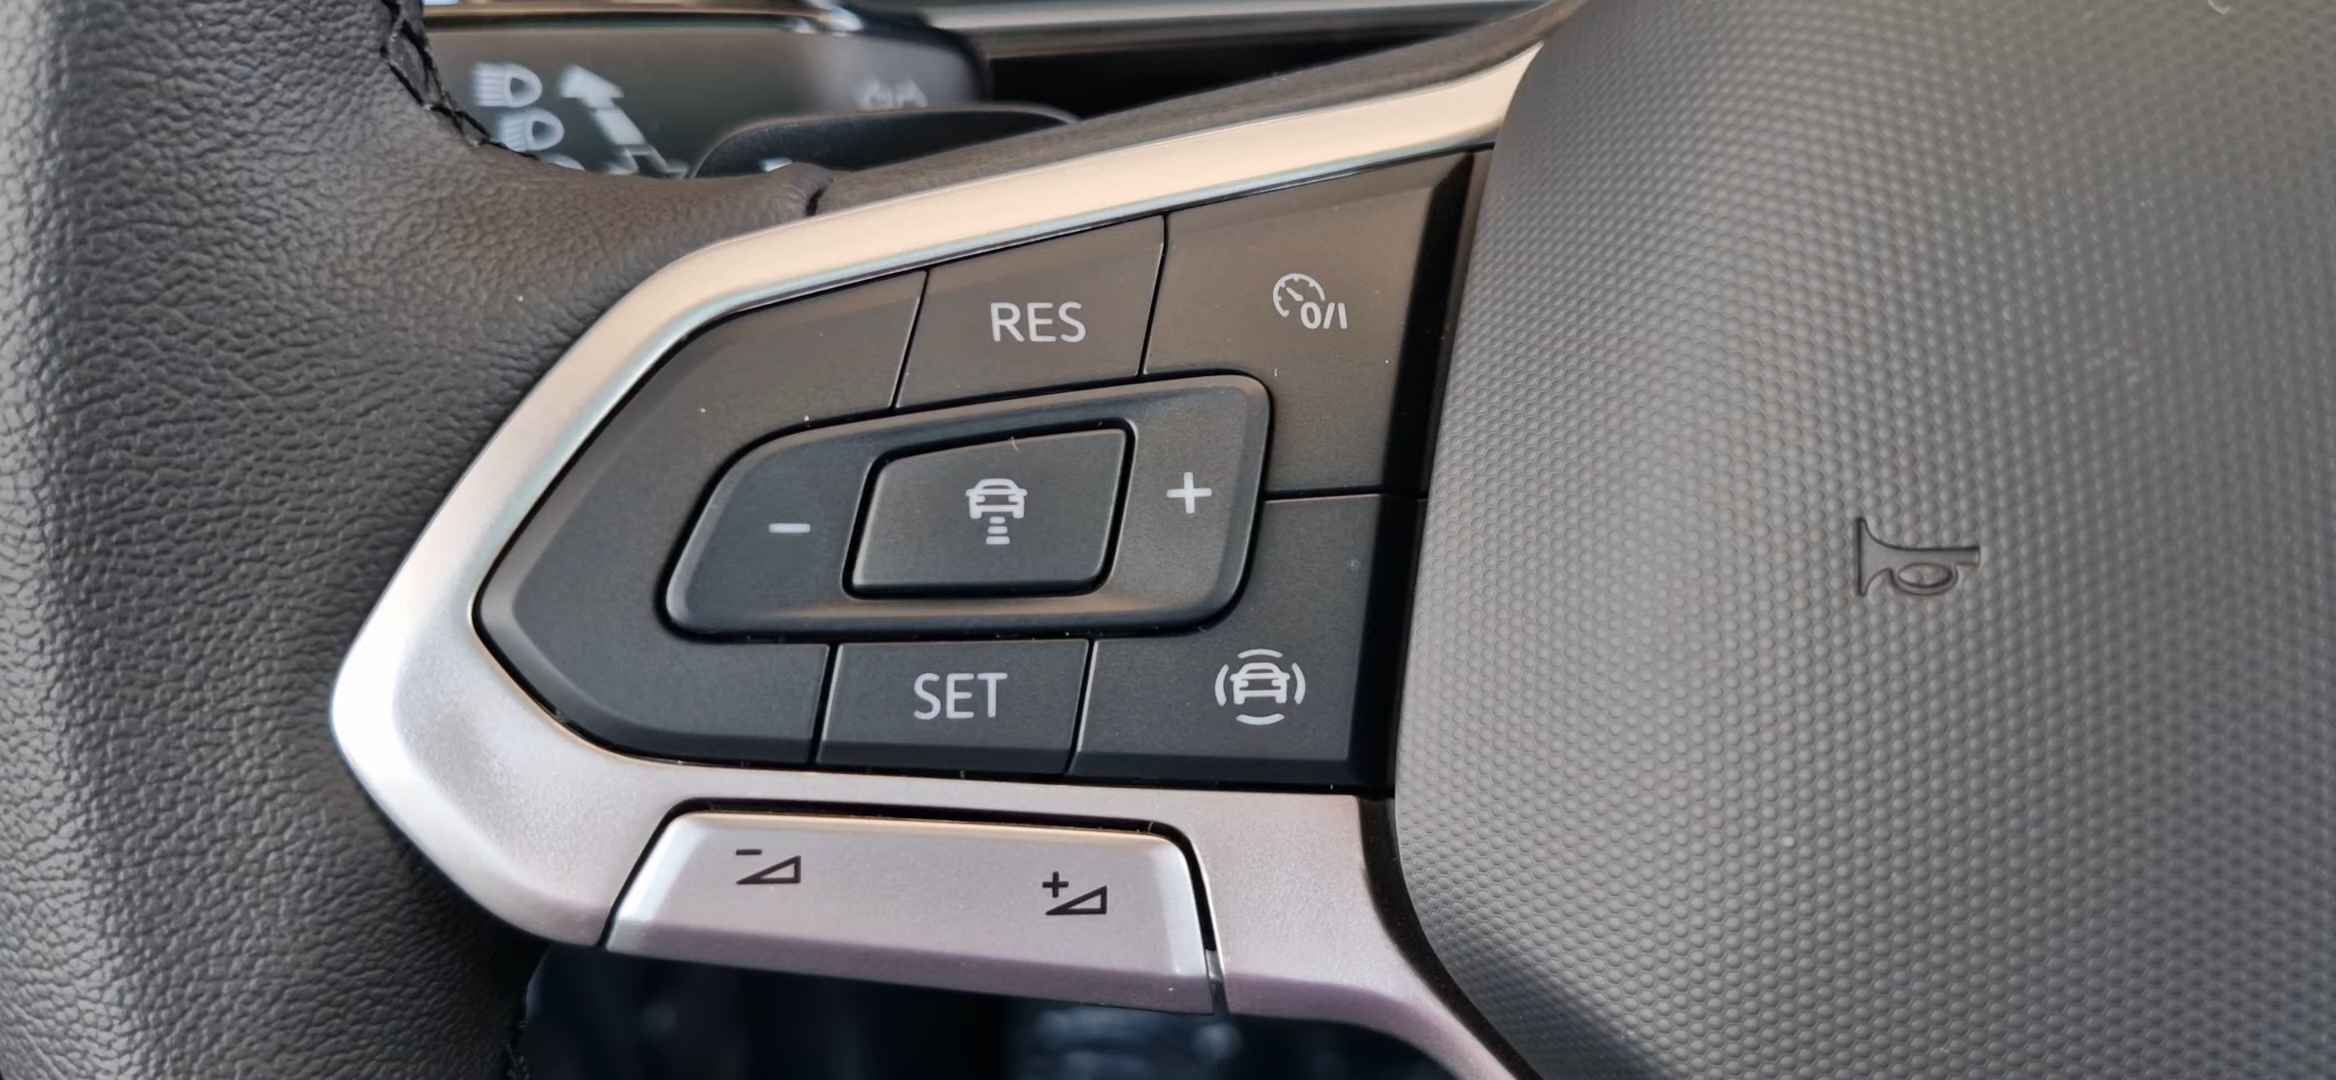 RES
0/I
- +
SET
- +